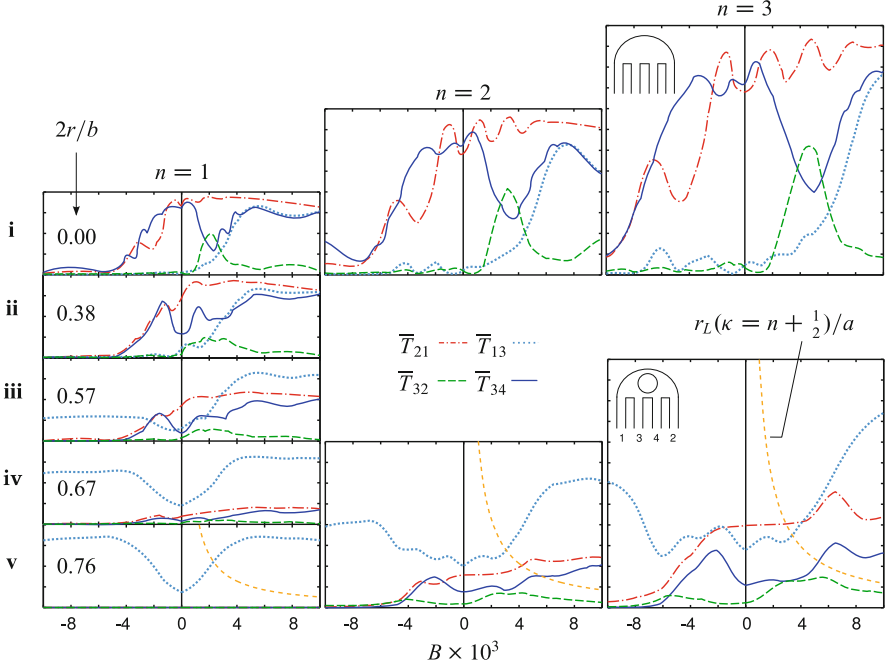 n = 3
n = 2
2r/b
n = 1
i
0.00
ii
0.38
T̅21 T̅13
r_L(κ = n + 1/2)/a
iii
0.57
T̅32 T̅34
1 3 4 2
iv
0.67
v
0.76
-8 -4 0 4 8 -8 -4 0 4 8 -8 -4 0 4 8
B × 10³